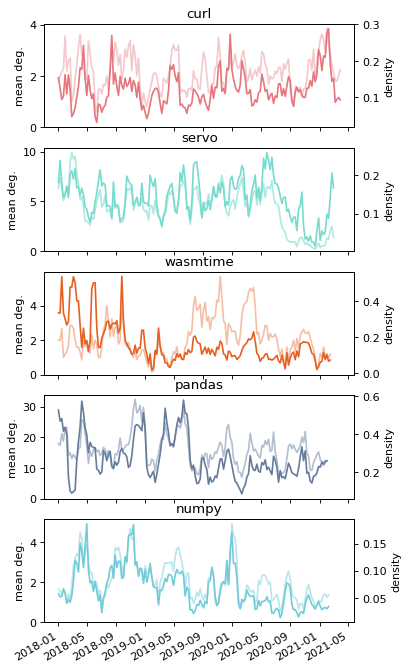 curl
4
2
0
mean deg.
0.3
0.2
0.1
density
servo
10
5
0
mean deg.
0.2
0.1
density
wasmtime
4
2
0
mean deg.
0.4
0.2
0.0
density
pandas
30
20
10
0
mean deg.
0.6
0.4
0.2
density
numpy
4
2
0
mean deg.
0.15
0.10
0.05
density
2018-01
2018-05
2018-09
2019-01
2019-05
2019-09
2020-01
2020-05
2020-09
2021-01
2021-05